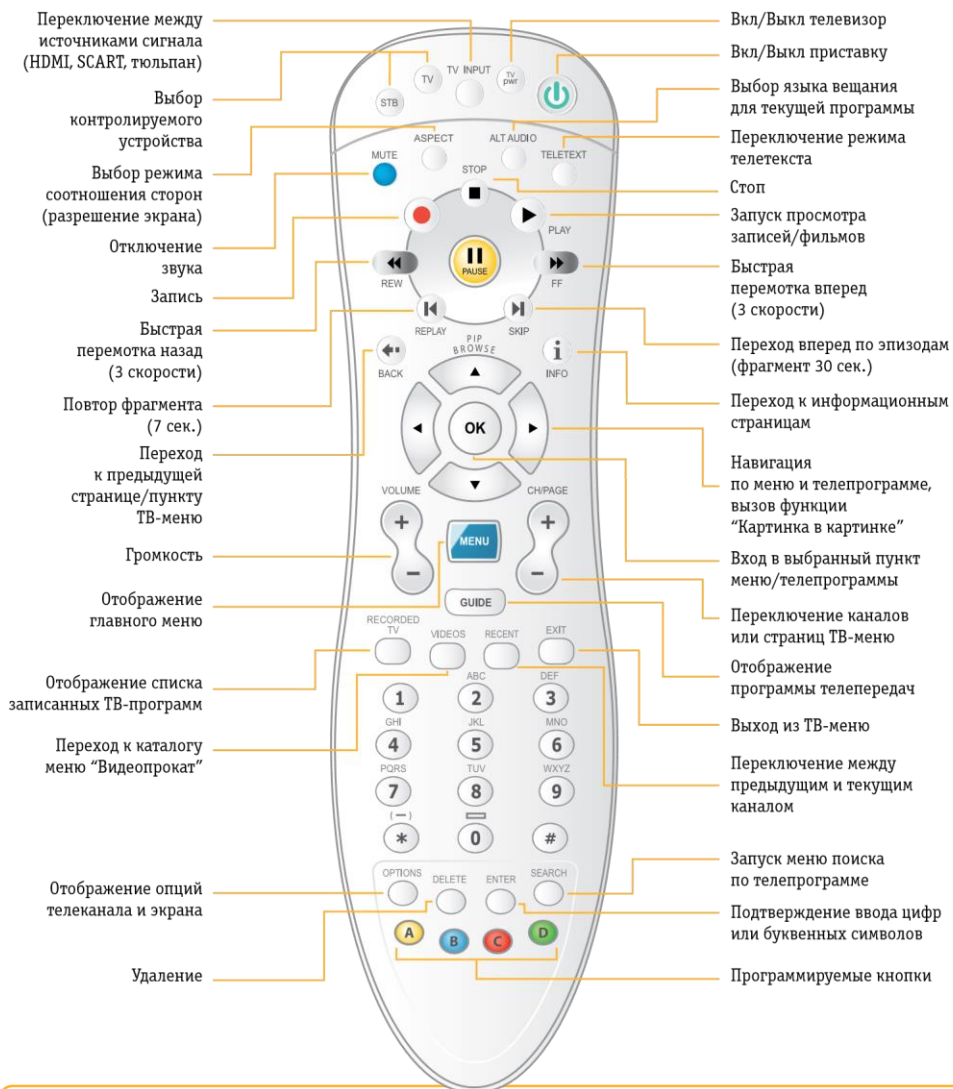 Переключение между
источниками сигнала
(HDMI, SCART, тюльпан)
Выбор
контролируемого
устройства
Выбор режима
соотношения сторон
(разрешение экрана)
Отключение
звука
Запись
Быстрая
перемотка назад
(3 скорости)
Повтор фрагмента
(7 сек.)
Переход
к предыдущей
странице/пункту
ТВ-меню
Громкость
Отображение
главного меню
Отображение списка
записанных ТВ-программ
Переход к каталогу
меню “Видеопрокат”
Отображение опций
телеканала и экрана
Удаление
STB
TV
TV INPUT
TV
pwr
ASPECT
ALT AUDIO
MUTE
TELETEXT
STOP
PLAY
PAUSE
REW
FF
REPLAY
SKIP
PIP
BROWSE
BACK
i
INFO
OK
VOLUME
CH/PAGE
+
+
MENU
−
−
GUIDE
RECORDED
TV
VIDEOS
RECENT
EXIT
ABC
DEF
1
2
3
GHI
JKL
MNO
4
5
6
PQRS
TUV
WXYZ
7
8
9
(—)
*
0
#
OPTIONS
DELETE
ENTER
SEARCH
A
B
C
D
Вкл/Выкл телевизор
Вкл/Выкл приставку
Выбор языка вещания
для текущей программы
Переключение режима
телетекста
Стоп
Запуск просмотра
записей/фильмов
Быстрая
перемотка вперед
(3 скорости)
Переход вперед по эпизодам
(фрагмент 30 сек.)
Переход к информационным
страницам
Навигация
по меню и телепрограмме,
вызов функции
“Картинка в картинке”
Вход в выбранный пункт
меню/телепрограммы
Переключение каналов
или страниц ТВ-меню
Отображение
программы телепередач
Выход из ТВ-меню
Переключение между
предыдущим и текущим
каналом
Запуск меню поиска
по телепрограмме
Подтверждение ввода цифр
или буквенных символов
Программируемые кнопки